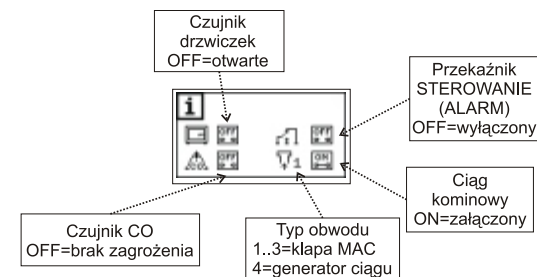 Czujnik
drzwiczek
OFF=otwarte
Przekaźnik
STEROWANIE
(ALARM)
OFF=wyłączony
i
OFF
OFF
OFF
1
ON
Ciąg
kominowy
ON=załączony
Czujnik CO
OFF=brak zagrożenia
Typ obwodu
1..3=klapa MAC
4=generator ciągu